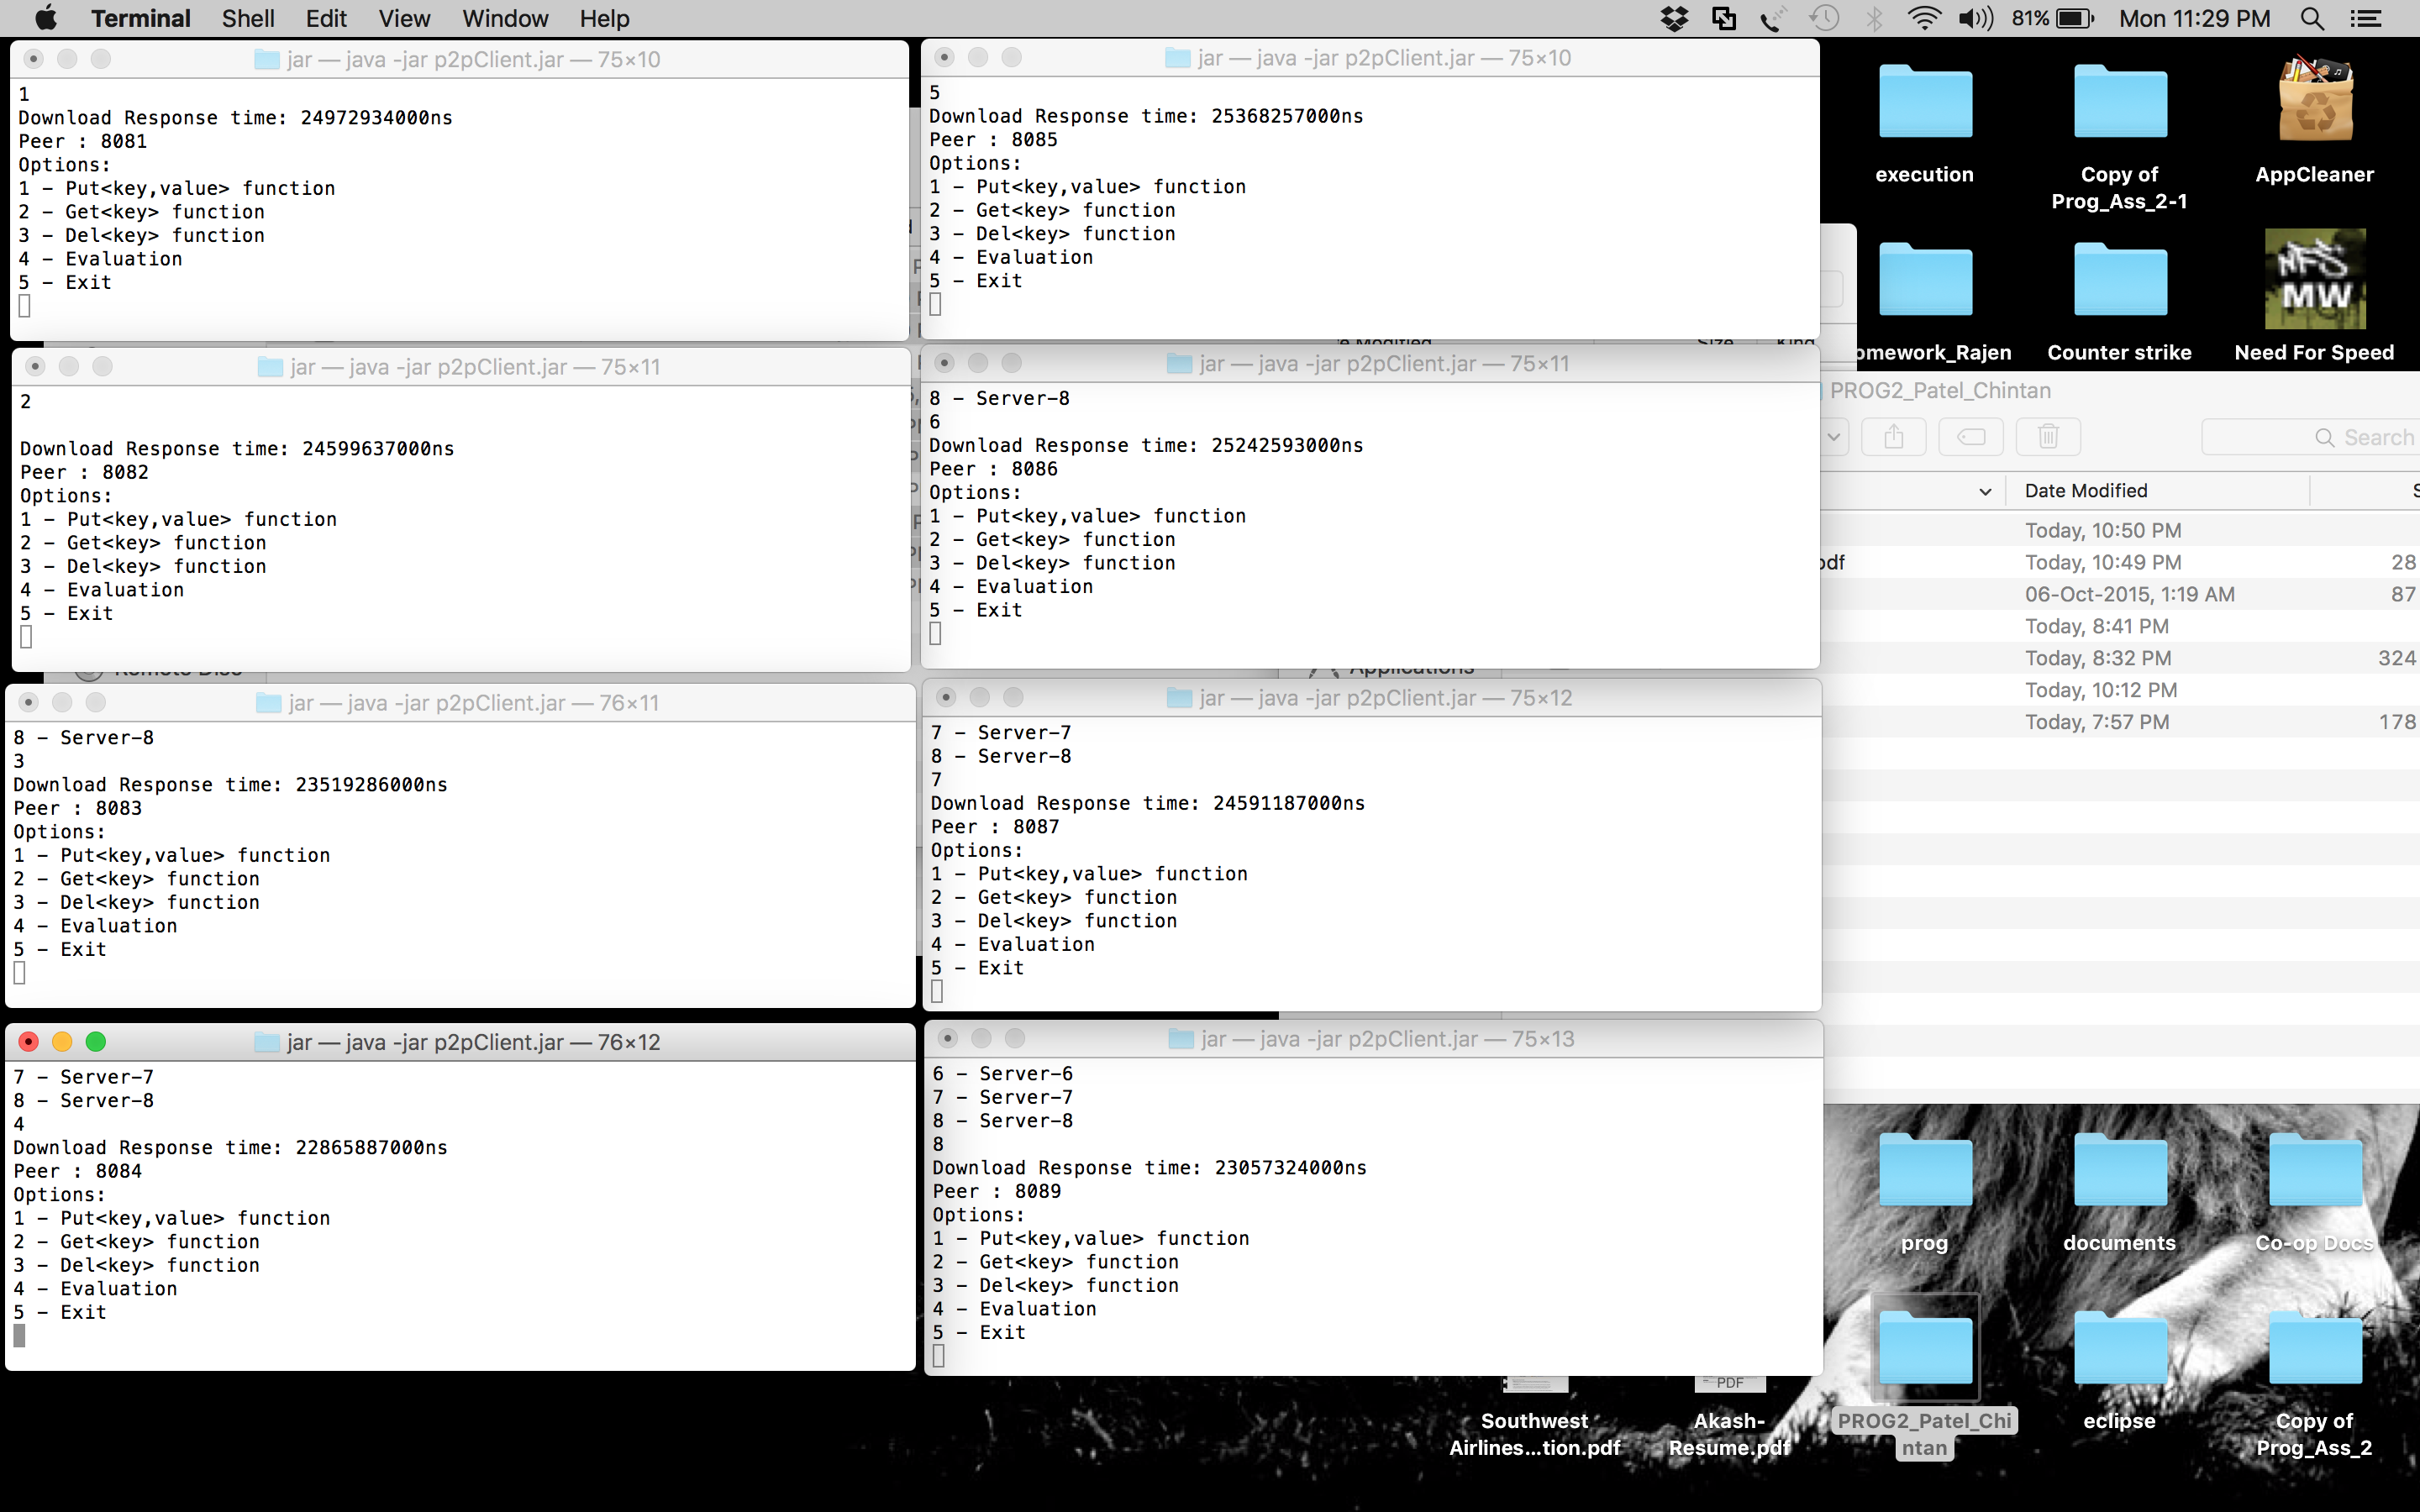 Terminal Shell Edit View Window Help 81% Mon 11:29 PM
jar — java -jar p2pClient.jar — 75×10
1
Download Response time: 24972934000ns
Peer : 8081
Options:
1 - Put<key,value> function
2 - Get<key> function
3 - Del<key> function
4 - Evaluation
5 - Exit
jar — java -jar p2pClient.jar — 75×11
2
Download Response time: 24599637000ns
Peer : 8082
Options:
1 - Put<key,value> function
2 - Get<key> function
3 - Del<key> function
4 - Evaluation
5 - Exit
jar — java -jar p2pClient.jar — 76×11
8 - Server-8
3
Download Response time: 23519286000ns
Peer : 8083
Options:
1 - Put<key,value> function
2 - Get<key> function
3 - Del<key> function
4 - Evaluation
5 - Exit
jar — java -jar p2pClient.jar — 76×12
7 - Server-7
8 - Server-8
4
Download Response time: 22865887000ns
Peer : 8084
Options:
1 - Put<key,value> function
2 - Get<key> function
3 - Del<key> function
4 - Evaluation
5 - Exit
jar — java -jar p2pClient.jar — 75×10
5
Download Response time: 25368257000ns
Peer : 8085
Options:
1 - Put<key,value> function
2 - Get<key> function
3 - Del<key> function
4 - Evaluation
5 - Exit
jar — java -jar p2pClient.jar — 75×11
8 - Server-8
6
Download Response time: 25242593000ns
Peer : 8086
Options:
1 - Put<key,value> function
2 - Get<key> function
3 - Del<key> function
4 - Evaluation
5 - Exit
jar — java -jar p2pClient.jar — 75×12
7 - Server-7
8 - Server-8
7
Download Response time: 24591187000ns
Peer : 8087
Options:
1 - Put<key,value> function
2 - Get<key> function
3 - Del<key> function
4 - Evaluation
5 - Exit
jar — java -jar p2pClient.jar — 75×13
6 - Server-6
7 - Server-7
8 - Server-8
8
Download Response time: 23057324000ns
Peer : 8089
Options:
1 - Put<key,value> function
2 - Get<key> function
3 - Del<key> function
4 - Evaluation
5 - Exit
execution
Copy of
Prog_Ass_2-1
AppCleaner
NFS
MW
omework_Rajen
Counter strike
Need For Speed
PROG2_Patel_Chintan
Search
Date Modified
Today, 10:50 PM
pdf Today, 10:49 PM 28
06-Oct-2015, 1:19 AM 87
Today, 8:41 PM
Today, 8:32 PM 324
Today, 10:12 PM
Today, 7:57 PM 178
prog
documents
Co-op Docs
PDF
Southwest
Airlines...tion.pdf
Akash-
Resume.pdf
PROG2_Patel_Chi
ntan
eclipse
Copy of
Prog_Ass_2